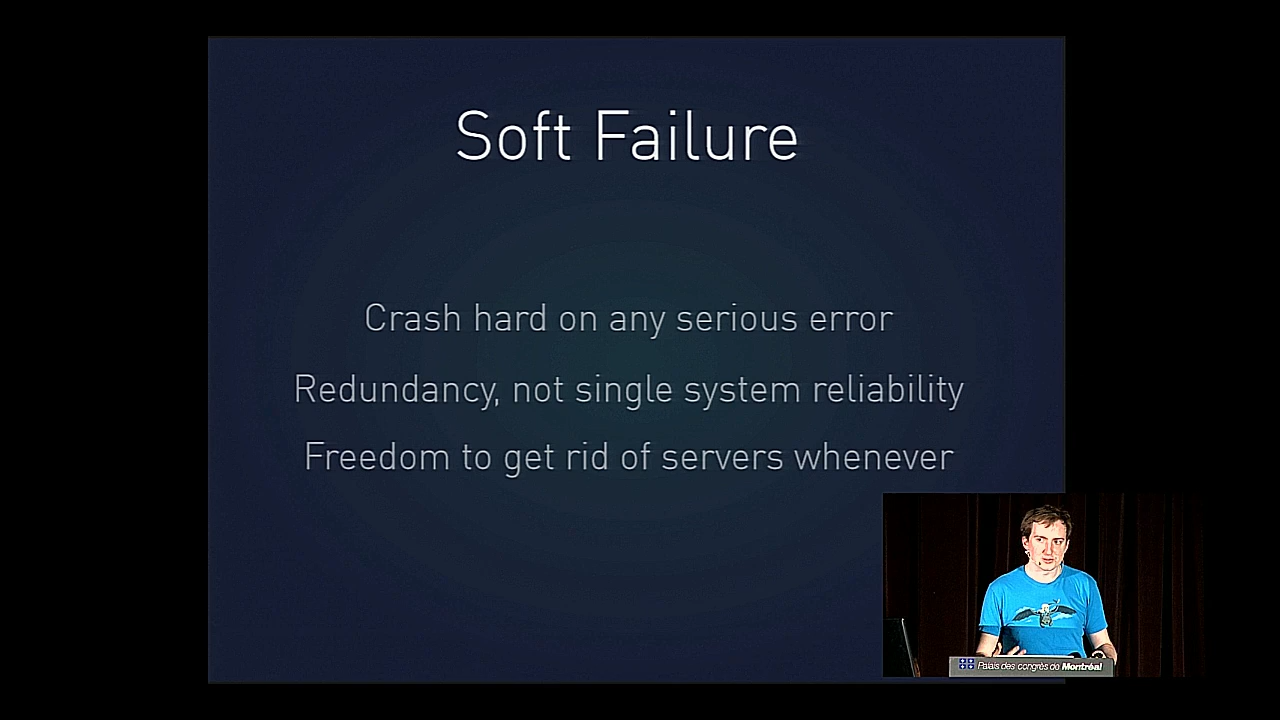 Soft Failure
Crash hard on any serious error
Redundancy, not single system reliability
Freedom to get rid of servers whenever
Palais des congrès de Montréal